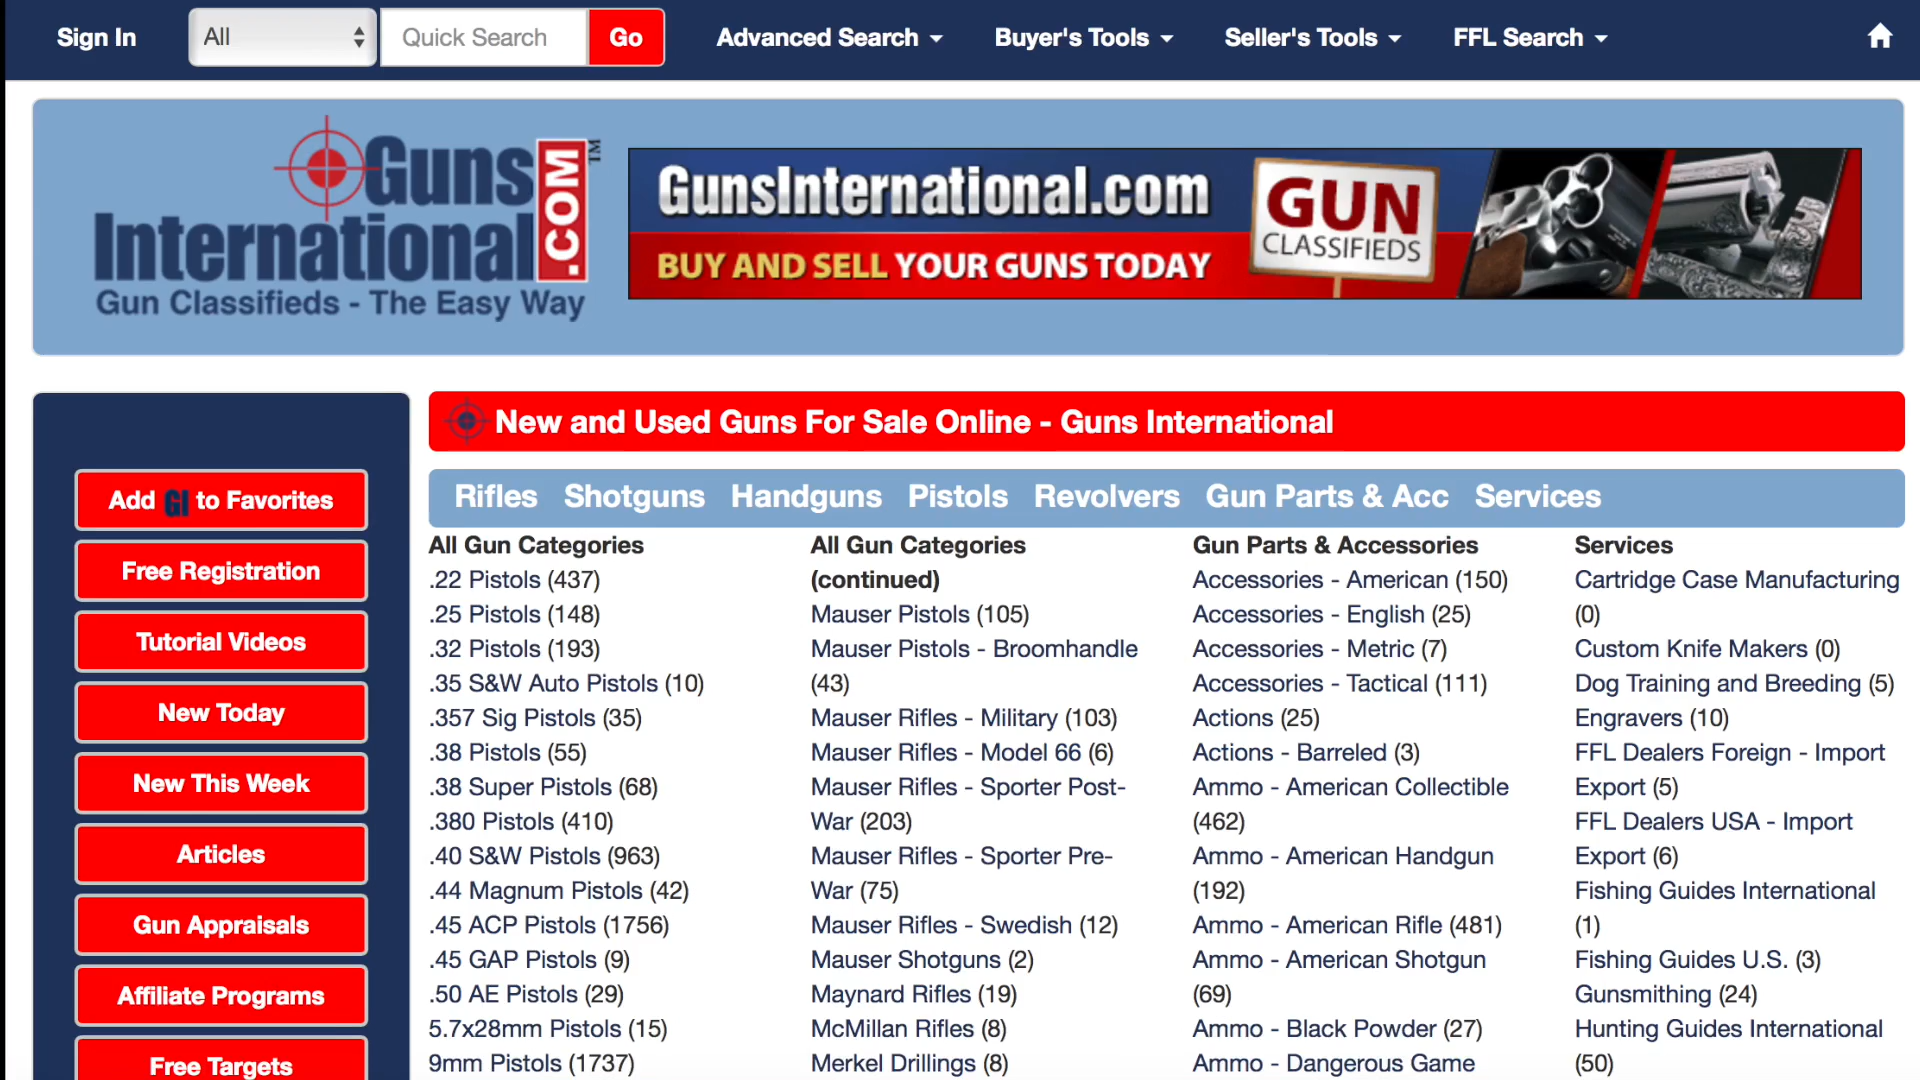 Sign In
All
Quick Search
Go
Advanced Search
Buyer's Tools
Seller's Tools
FFL Search
Guns
International
.COM
TM
Gun Classifieds - The Easy Way
GunsInternational.com
BUY AND SELL YOUR GUNS TODAY
GUN
CLASSIFIEDS
Add GI to Favorites
Free Registration
Tutorial Videos
New Today
New This Week
Articles
Gun Appraisals
Affiliate Programs
Free Targets
New and Used Guns For Sale Online - Guns International
Rifles Shotguns Handguns Pistols Revolvers Gun Parts & Acc Services
All Gun Categories
.22 Pistols (437)
.25 Pistols (148)
.32 Pistols (193)
.35 S&W Auto Pistols (10)
.357 Sig Pistols (35)
.38 Pistols (55)
.38 Super Pistols (68)
.380 Pistols (410)
.40 S&W Pistols (963)
.44 Magnum Pistols (42)
.45 ACP Pistols (1756)
.45 GAP Pistols (9)
.50 AE Pistols (29)
5.7x28mm Pistols (15)
9mm Pistols (1737)
All Gun Categories
(continued)
Mauser Pistols (105)
Mauser Pistols - Broomhandle
(43)
Mauser Rifles - Military (103)
Mauser Rifles - Model 66 (6)
Mauser Rifles - Sporter Post-
War (203)
Mauser Rifles - Sporter Pre-
War (75)
Mauser Rifles - Swedish (12)
Mauser Shotguns (2)
Maynard Rifles (19)
McMillan Rifles (8)
Merkel Drillings (8)
Gun Parts & Accessories
Accessories - American (150)
Accessories - English (25)
Accessories - Metric (7)
Accessories - Tactical (111)
Actions (25)
Actions - Barreled (3)
Ammo - American Collectible
(462)
Ammo - American Handgun
(192)
Ammo - American Rifle (481)
Ammo - American Shotgun
(69)
Ammo - Black Powder (27)
Ammo - Dangerous Game
Services
Cartridge Case Manufacturing
(0)
Custom Knife Makers (0)
Dog Training and Breeding (5)
Engravers (10)
FFL Dealers Foreign - Import
Export (5)
FFL Dealers USA - Import
Export (6)
Fishing Guides International
(1)
Fishing Guides U.S. (3)
Gunsmithing (24)
Hunting Guides International
(50)